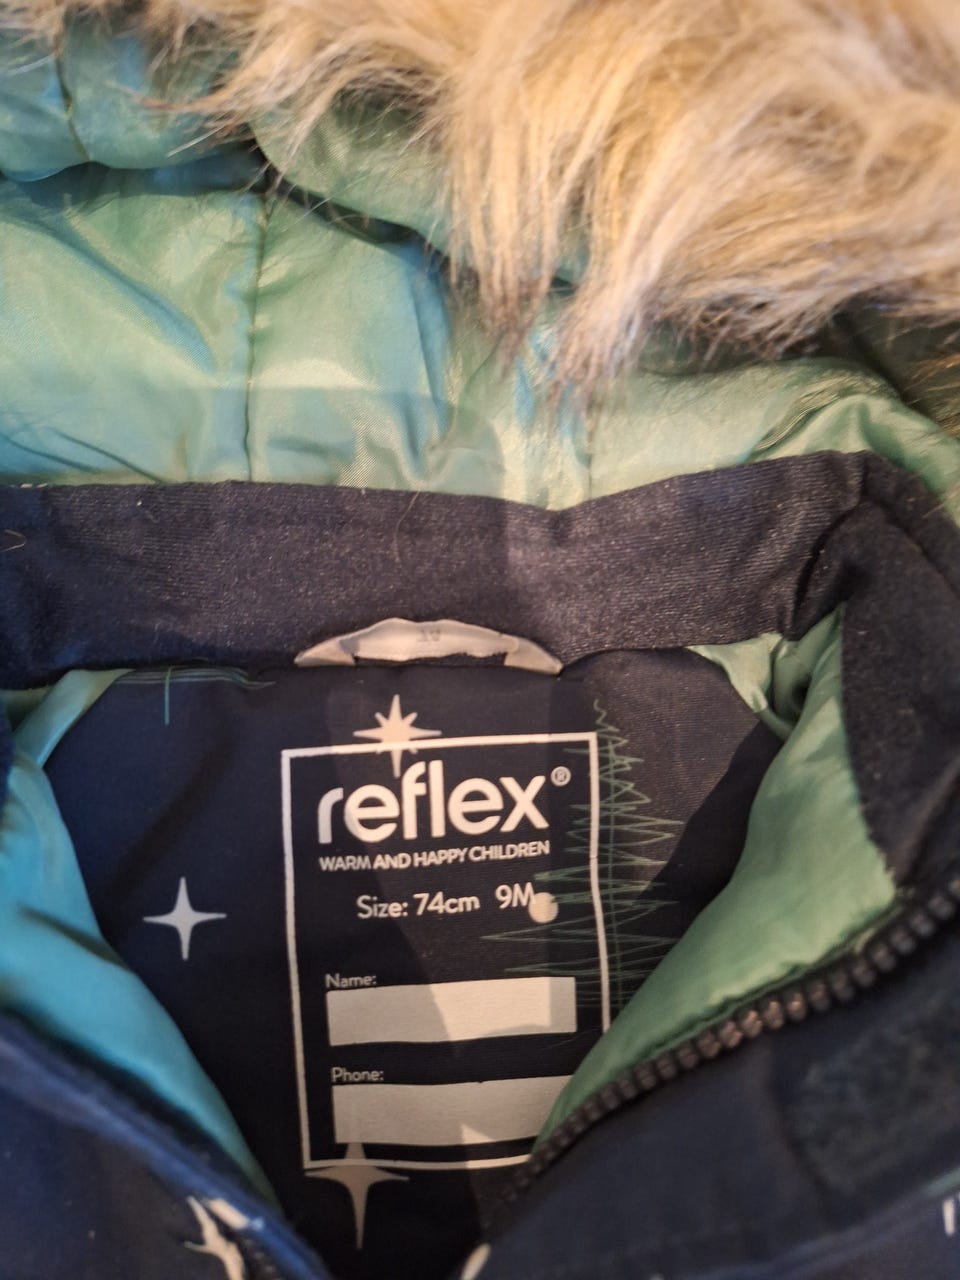 reflex®
WARM AND HAPPY CHILDREN
Size: 74cm 9M
Name:
Phone: